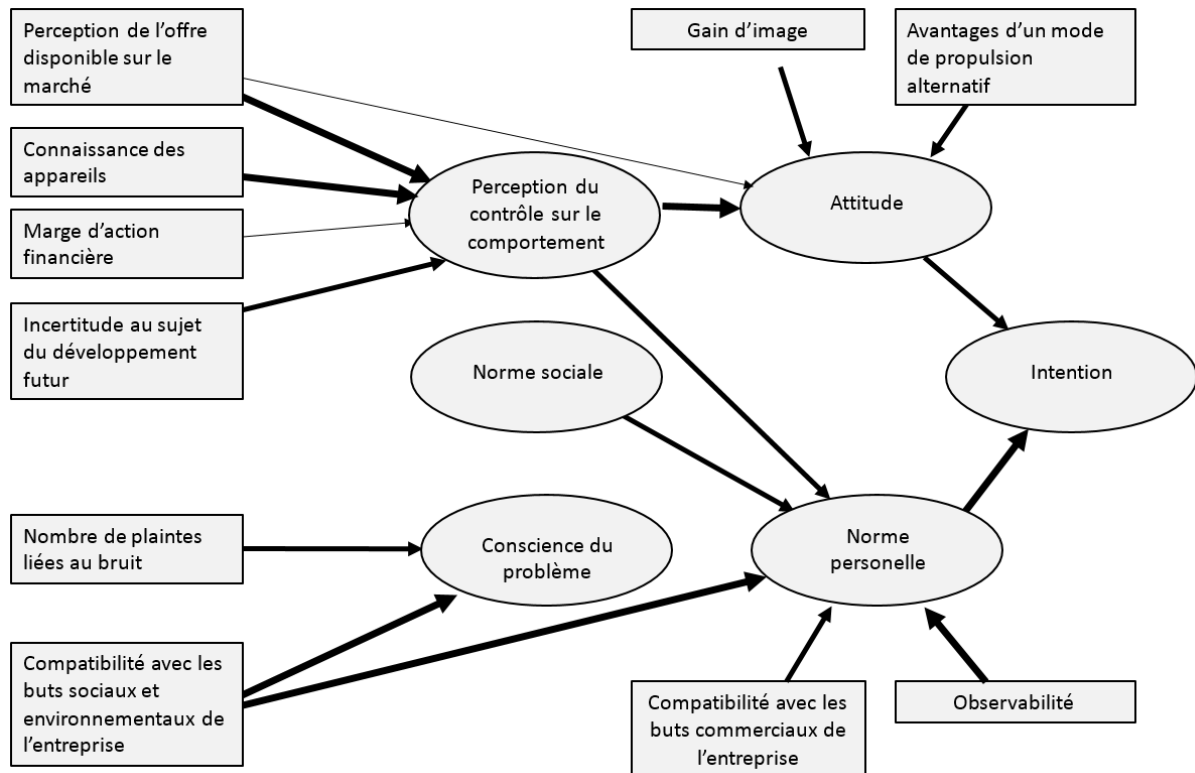 Perception de l'offre
disponible sur le
marché
Gain d'image
Avantages d'un mode
de propulsion
alternatif
Connaissance des
appareils
Perception du
contrôle sur le
comportement
Attitude
Marge d'action
financière
Incertitude au sujet
du développement
futur
Norme sociale
Intention
Nombre de plaintes
liées au bruit
Conscience du
problème
Norme
personelle
Compatibilité avec les
buts sociaux et
environnementaux de
l'entreprise
Compatibilité avec les
buts commerciaux de
l'entreprise
Observabilité